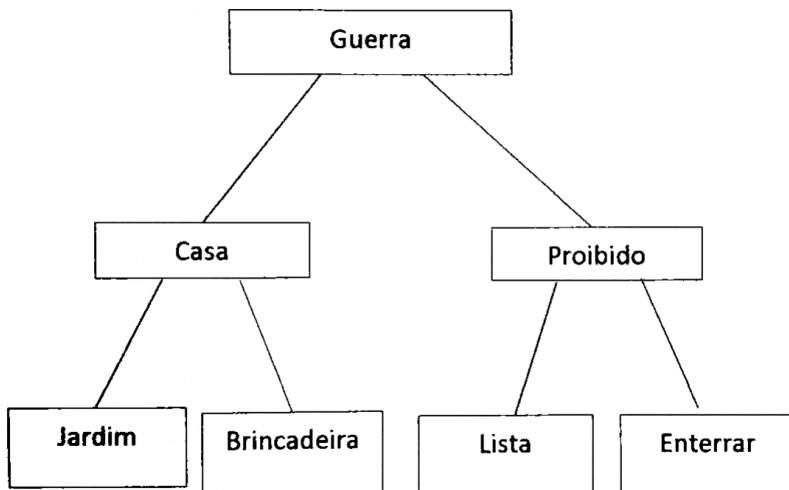 Guerra
Casa
Proibido
Jardim
Brincadeira
Lista
Enterrar